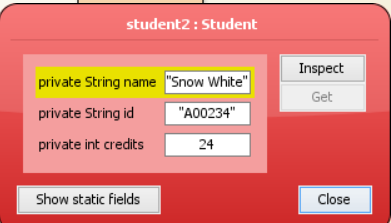 student2 : Student
private String name "Snow White"
Inspect
Get
private String id "A00234"
private int credits 24
Show static fields
Close